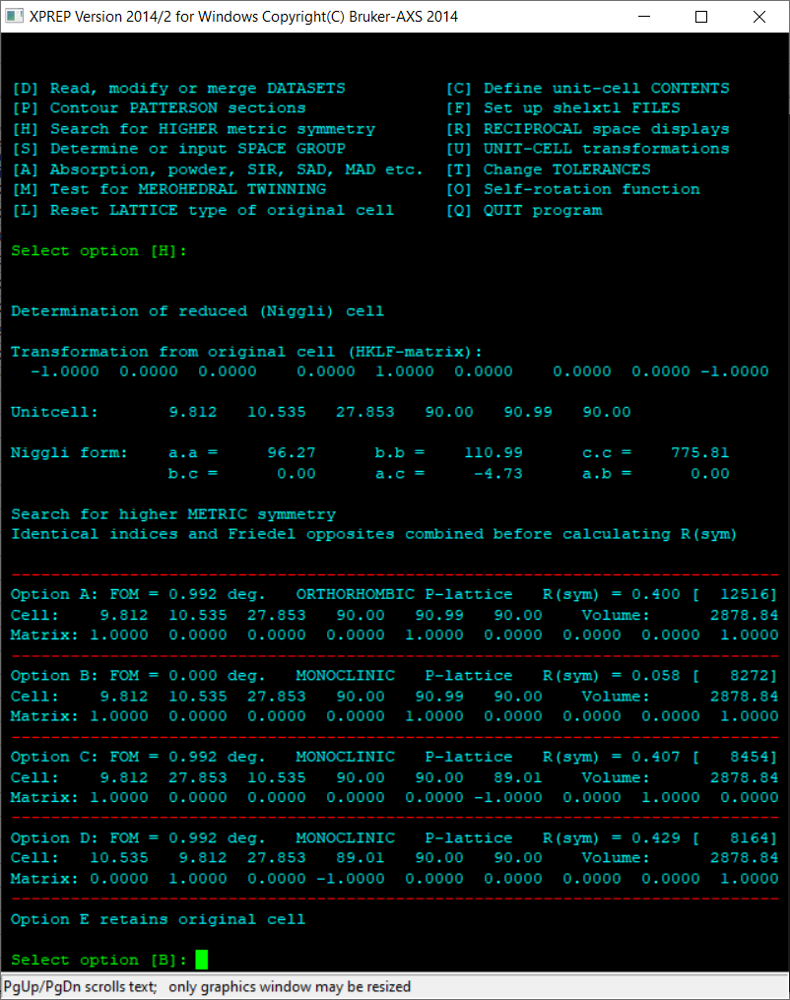 XPREP Version 2014/2 for Windows Copyright(C) Bruker-AXS 2014
[D] Read, modify or merge DATASETS [C] Define unit-cell CONTENTS
[P] Contour PATTERSON sections [F] Set up shelxtl FILES
[H] Search for HIGHER metric symmetry [R] RECIPROCAL space displays
[S] Determine or input SPACE GROUP [U] UNIT-CELL transformations
[A] Absorption, powder, SIR, SAD, MAD etc. [T] Change TOLERANCES
[M] Test for MEROHEDRAL TWINNING [O] Self-rotation function
[L] Reset LATTICE type of original cell [Q] QUIT program
Select option [H]:
Determination of reduced (Niggli) cell
Transformation from original cell (HKLF-matrix):
-1.0000 0.0000 0.0000 0.0000 1.0000 0.0000 0.0000 0.0000 -1.0000
Unitcell: 9.812 10.535 27.853 90.00 90.99 90.00
Niggli form: a.a = 96.27 b.b = 110.99 c.c = 775.81
b.c = 0.00 a.c = -4.73 a.b = 0.00
Search for higher METRIC symmetry
Identical indices and Friedel opposites combined before calculating R(sym)
------------------------------------------------------------------------------
Option A: FOM = 0.992 deg. ORTHORHOMBIC P-lattice R(sym) = 0.400 [ 12516]
Cell: 9.812 10.535 27.853 90.00 90.99 90.00 Volume: 2878.84
Matrix: 1.0000 0.0000 0.0000 0.0000 1.0000 0.0000 0.0000 0.0000 1.0000
------------------------------------------------------------------------------
Option B: FOM = 0.000 deg. MONOCLINIC P-lattice R(sym) = 0.058 [ 8272]
Cell: 9.812 10.535 27.853 90.00 90.99 90.00 Volume: 2878.84
Matrix: 1.0000 0.0000 0.0000 0.0000 1.0000 0.0000 0.0000 0.0000 1.0000
------------------------------------------------------------------------------
Option C: FOM = 0.992 deg. MONOCLINIC P-lattice R(sym) = 0.407 [ 8454]
Cell: 9.812 27.853 10.535 90.00 90.00 89.01 Volume: 2878.84
Matrix: 1.0000 0.0000 0.0000 0.0000 0.0000 -1.0000 0.0000 1.0000 0.0000
------------------------------------------------------------------------------
Option D: FOM = 0.992 deg. MONOCLINIC P-lattice R(sym) = 0.429 [ 8164]
Cell: 10.535 9.812 27.853 89.01 90.00 90.00 Volume: 2878.84
Matrix: 0.0000 1.0000 0.0000 -1.0000 0.0000 0.0000 0.0000 0.0000 1.0000
------------------------------------------------------------------------------
Option E retains original cell
Select option [B]:
PgUp/PgDn scrolls text; only graphics window may be resized